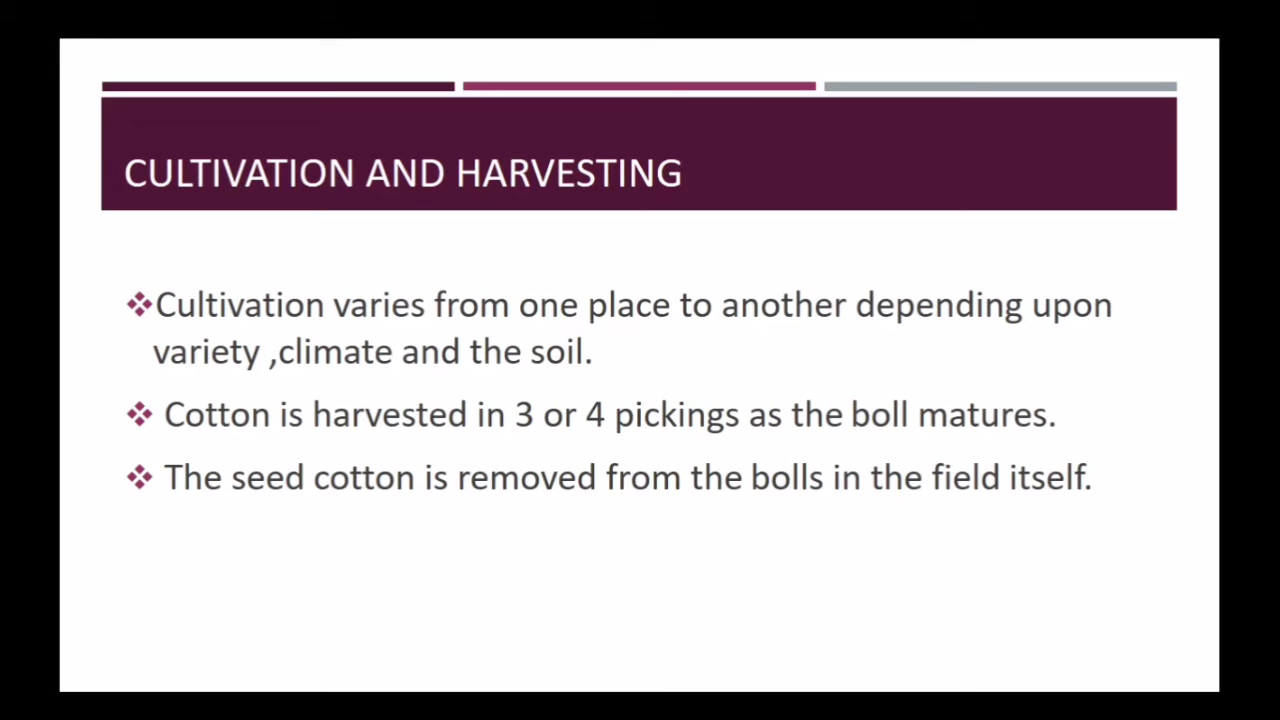 CULTIVATION AND HARVESTING
❖Cultivation varies from one place to another depending upon
variety ,climate and the soil.
❖ Cotton is harvested in 3 or 4 pickings as the boll matures.
❖ The seed cotton is removed from the bolls in the field itself.